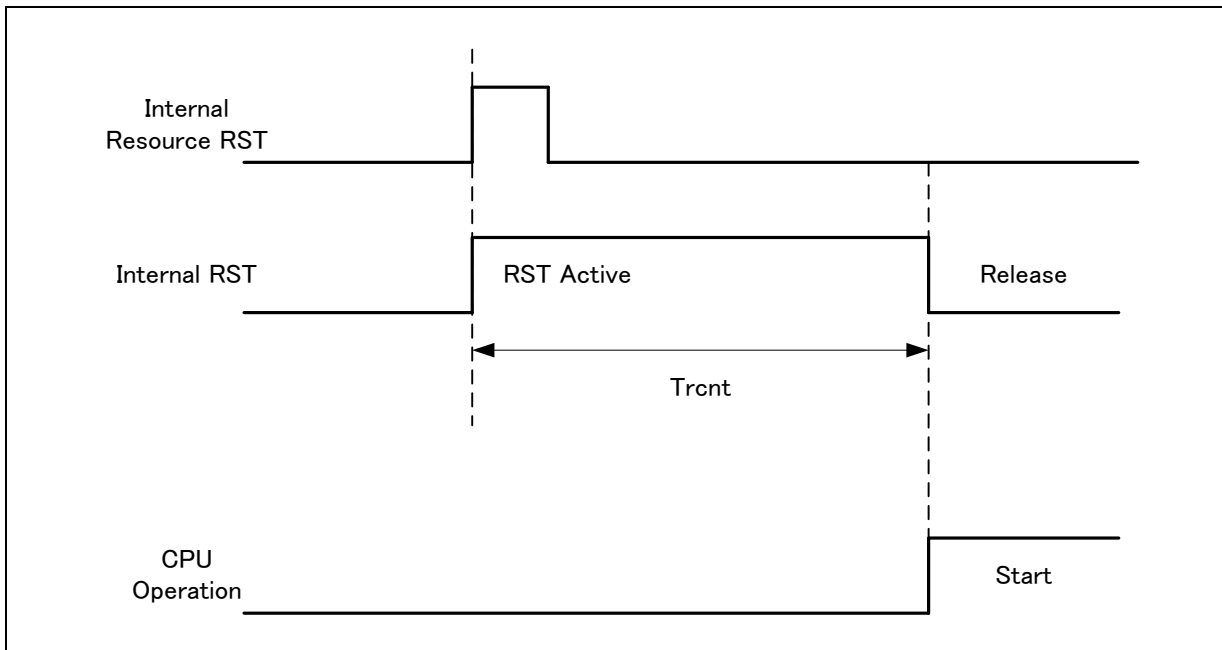 Internal
Resource RST
Internal RST
RST Active
Release
Trcnt
CPU
Operation
Start